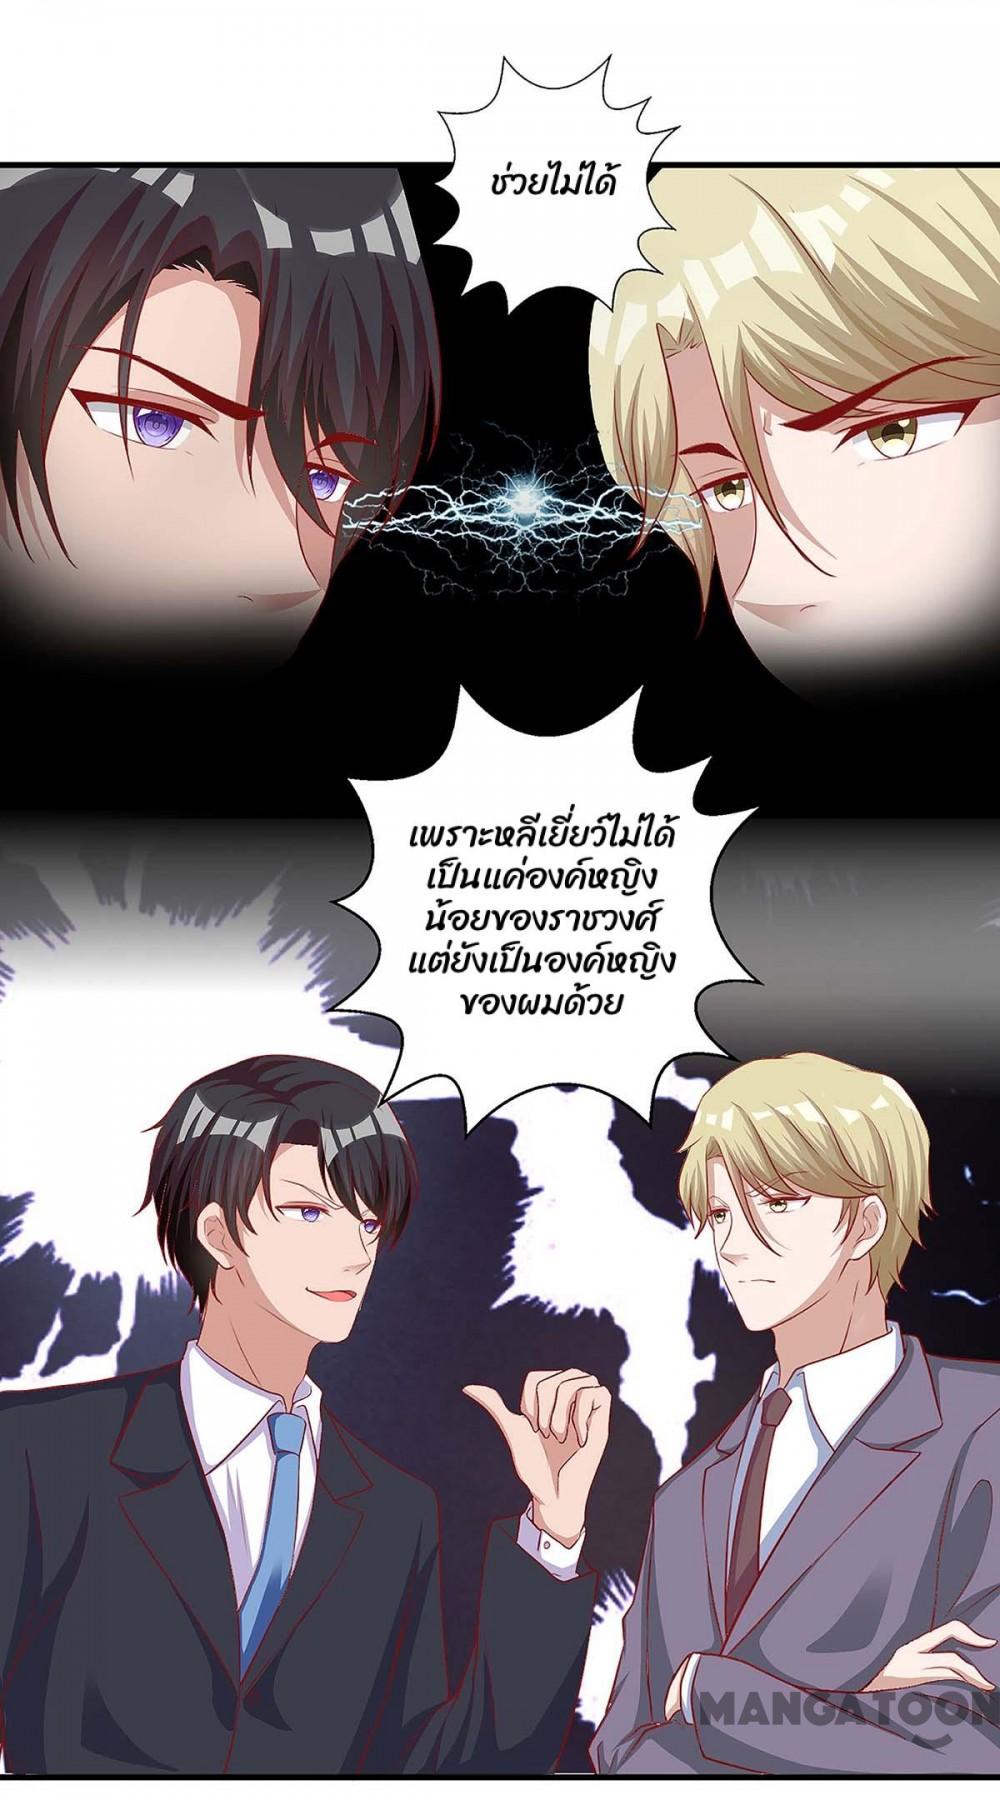 ช่วยไม่ได้
เพราะหลีเยี่ยว์ไม่ได้
เป็นแค่องค์หญิง
น้อยของราชวงศ์
แต่ยังเป็นองค์หญิง
ของผมด้วย
MANGATOON